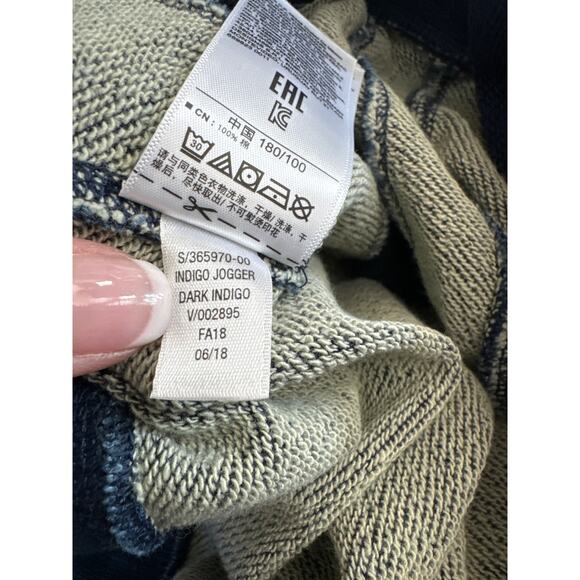 EAC
中国 180/100
■ CN: 100% 棉
30
请与同类色衣物洗涤, 干燥/洗涤, 干
后, 尽快取出/不可熨烫印花
S/365970-00
INDIGO JOGGER
DARK INDIGO
V/002895
FA18
06/18